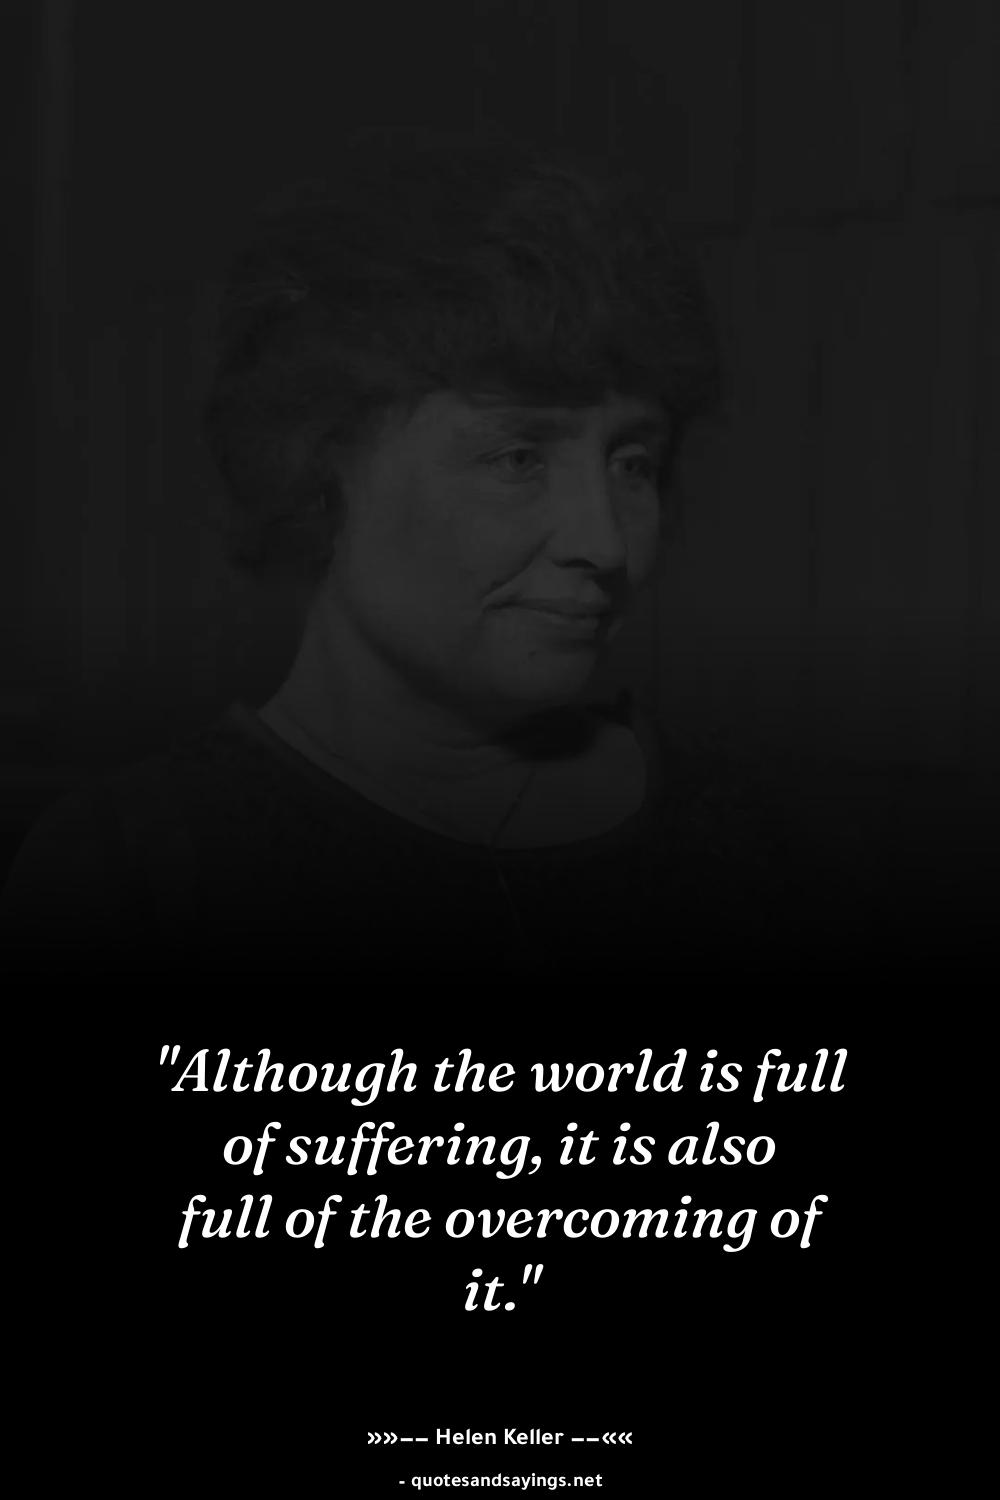 "Although the world is full
of suffering, it is also
full of the overcoming of
it."
»»-- Helen Keller --««
- quotesandsayings.net